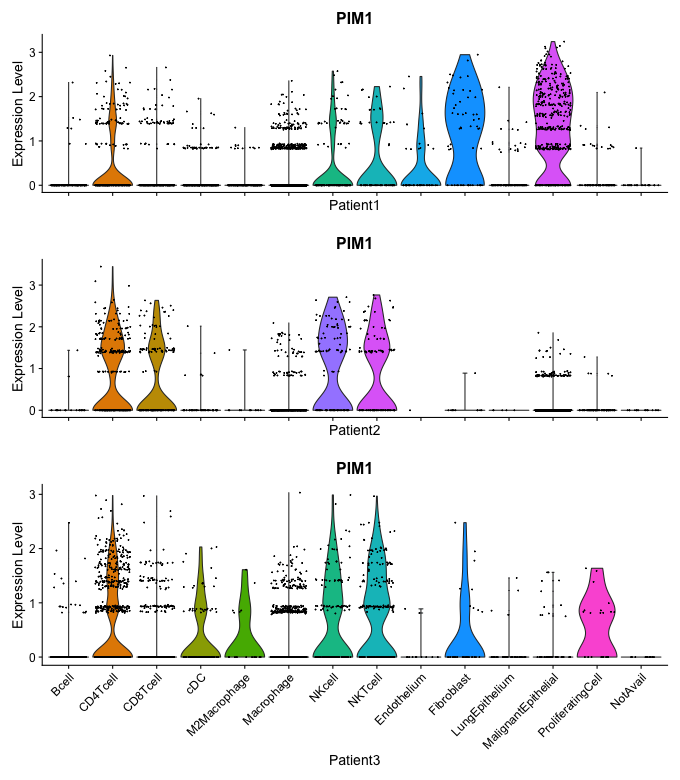 PIM1
Expression Level
3
2
1
0
Patient1
PIM1
Expression Level
3
2
1
0
Patient2
PIM1
Expression Level
3
2
1
0
Bcell
CD4Tcell
CD8Tcell
cDC
M2Macrophage
Macrophage
NKcell
NKTcell
Endothelium
Fibroblast
LungEpithelium
MalignantEpithelial
ProliferatingCell
NotAvail
Patient3